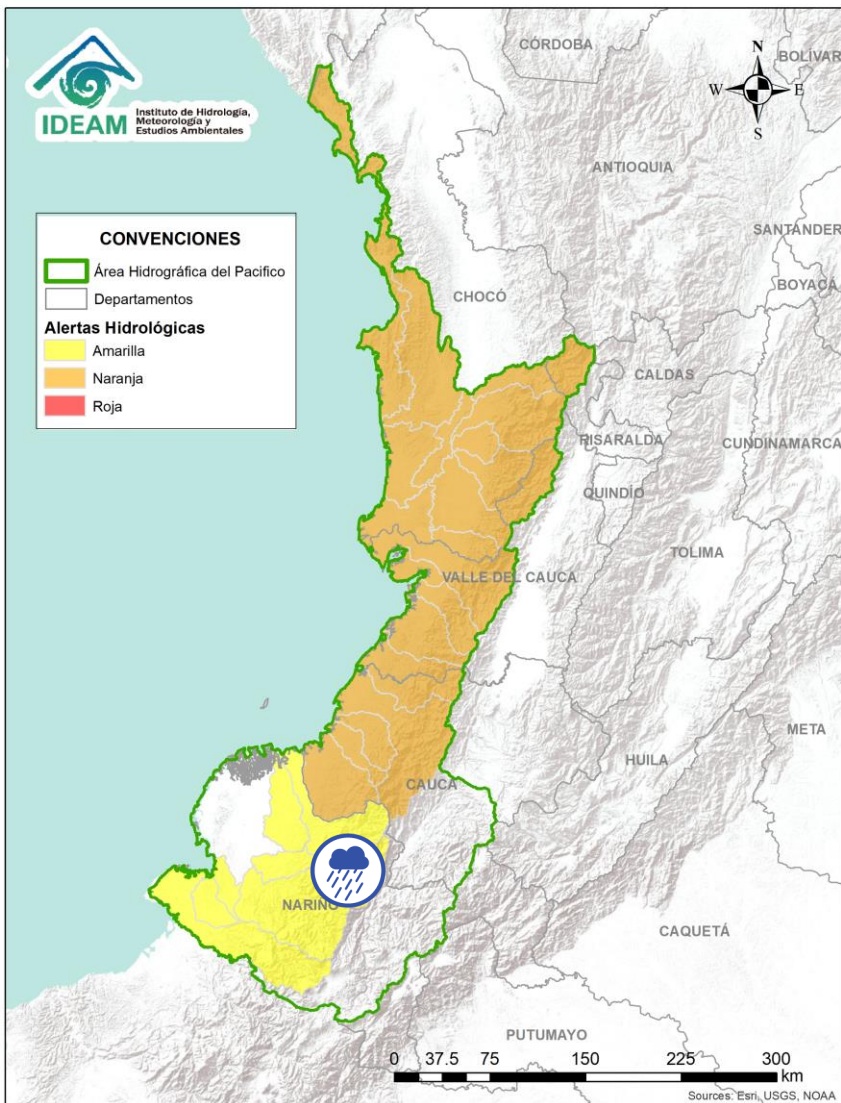 IDEAM
Instituto de Hidrología,
Meteorología y
Estudios Ambientales
CÓRDOBA
BOLÍVAR
N
W
E
S
ANTIOQUIA
SANTANDER
BOYACÁ
CONVENCIONES
Área Hidrográfica del Pacifico
Departamentos
Alertas Hidrológicas
Amarilla
Naranja
Roja
CHOCÓ
CALDAS
RISARALDA
CUNDINAMARCA
QUINDÍO
TOLIMA
VALLE DEL CAUCA
META
HUILA
CAUCA
NARIÑO
CAQUETÁ
PUTUMAYO
0 37.5 75 150 225 300
km
Sources: Esri, USGS, NOAA